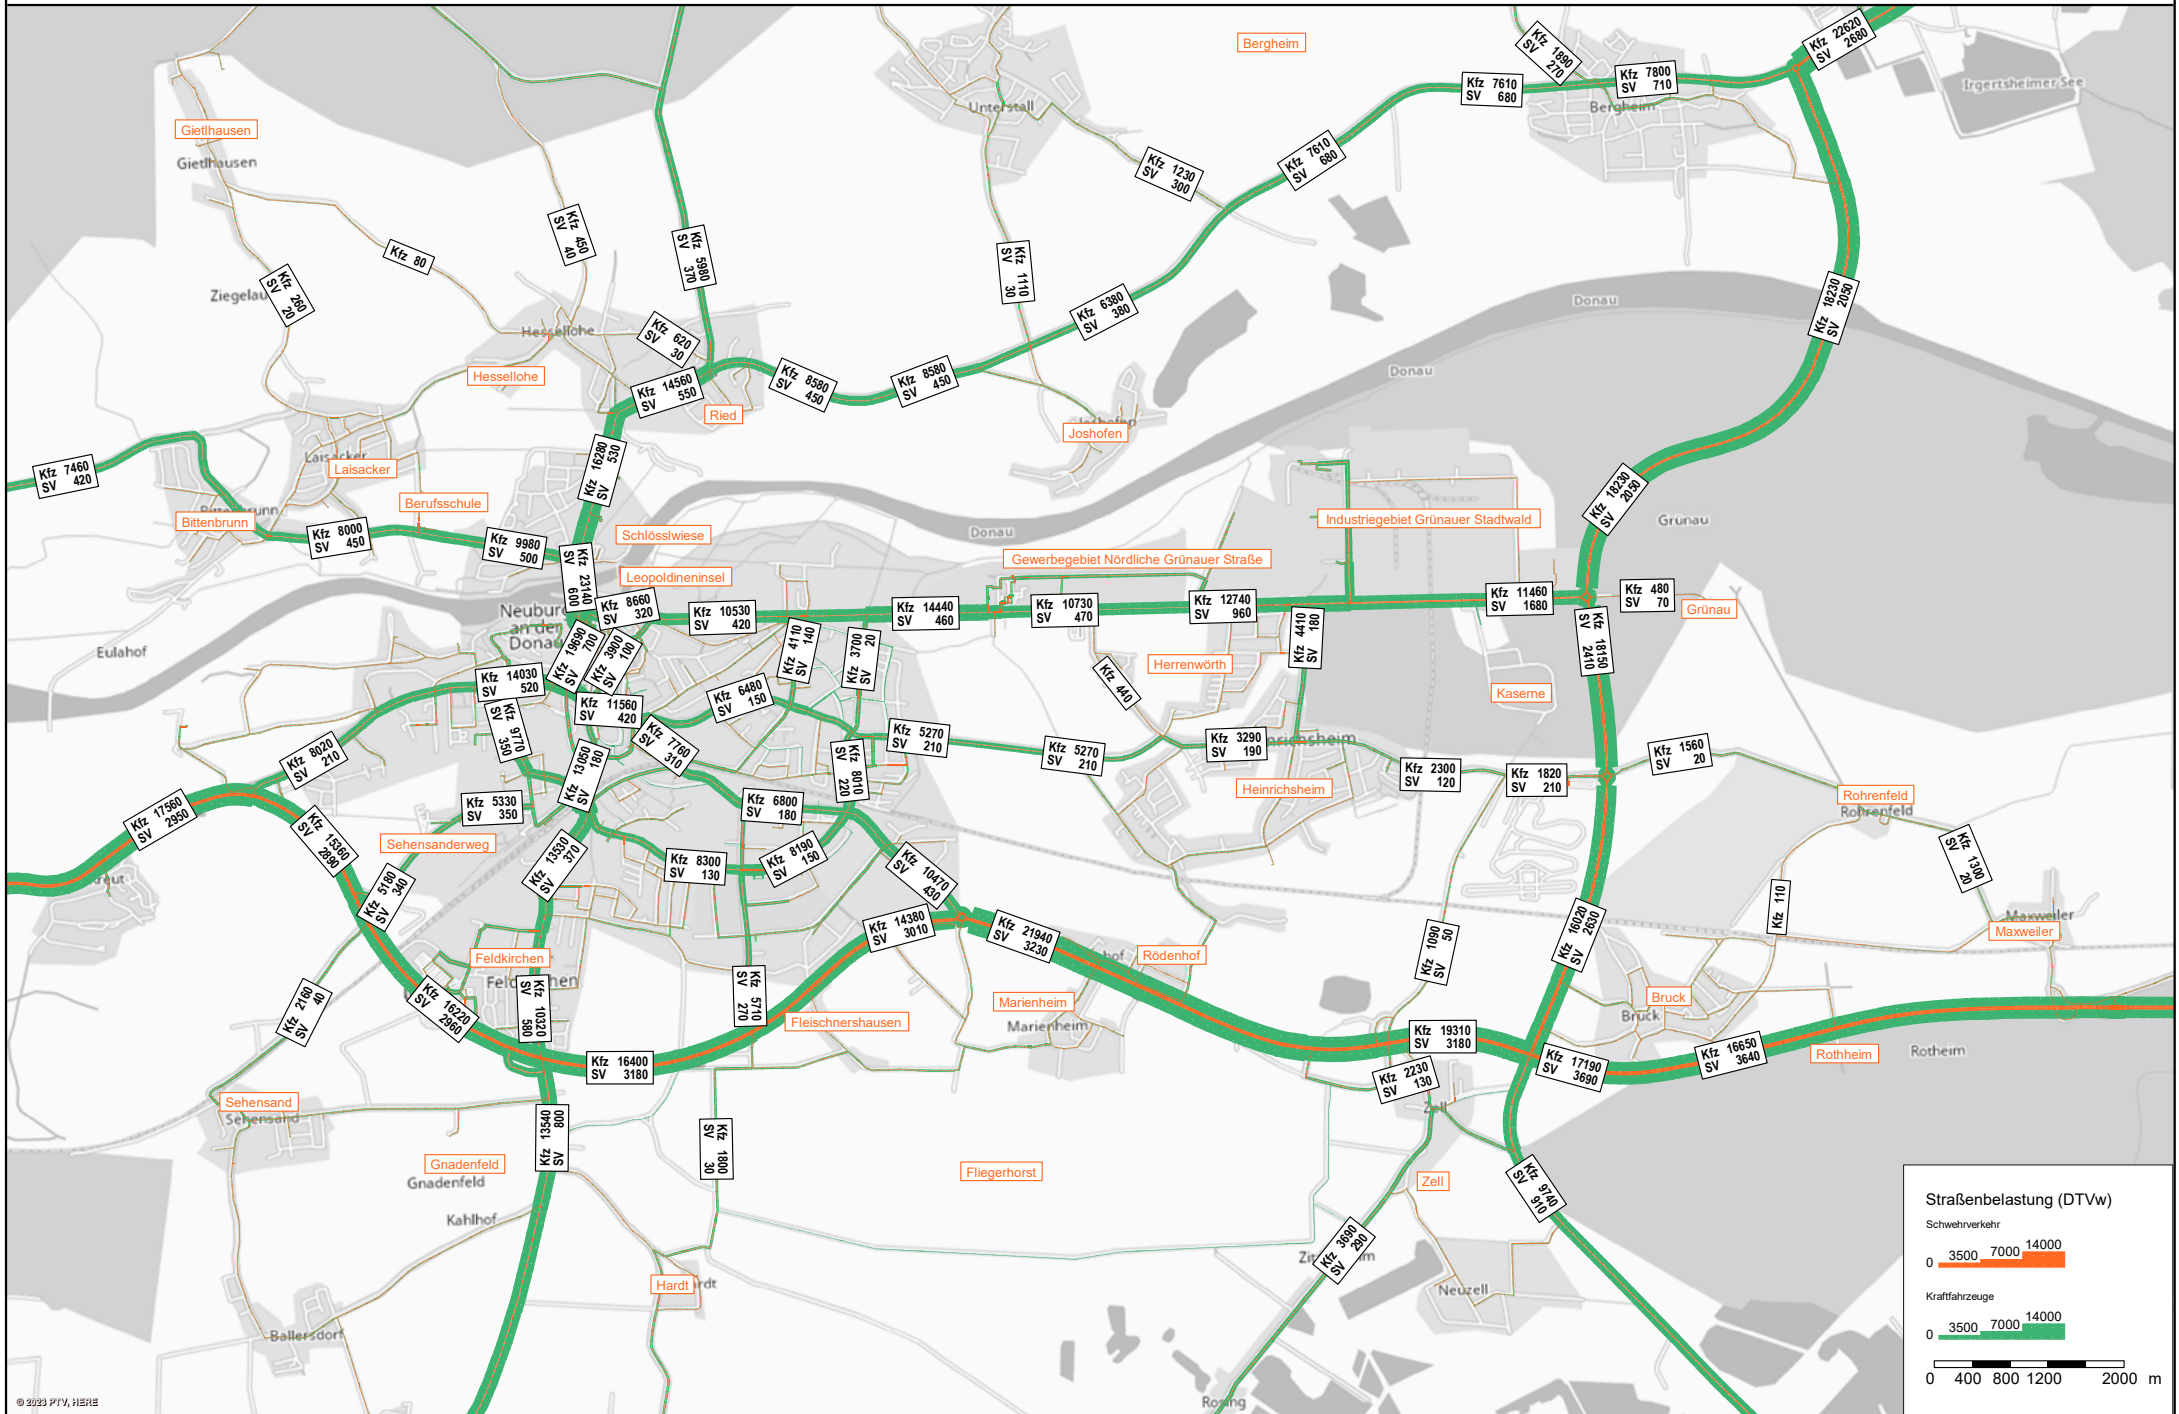 Kfz 22620
SV 2680
Kfz 1890
SV 270
Bergheim
Kfz 7610
SV 680
Kfz 7800
SV 710
Irgertsheimer See
Unterstall
Bergheim
Gietlhausen
Gietlhausen
Kfz 7610
SV 680
Kfz 1230
SV 300
Kfz 450
SV 40
Kfz 80
Kfz 5980
SV 370
Kfz 1110
SV 30
Ziegelau
Kfz 260
SV 20
Donau
Kfz 18230
SV 2050
Kfz 6380
SV 380
Hessellohe
Kfz 620
SV 30
Donau
Hessellohe
Kfz 14560
SV 550
Kfz 8580
SV 450
Kfz 8580
SV 450
Ried
Joshofen
Joshofen
Kfz 7460
SV 420
Laisacker
Laisacker
Kfz 16280
SV 530
Berufsschule
Kfz 18230
SV 2050
Bittenbrunn
Bittenbrunn
Kfz 8000
SV 450
Kfz 9980
SV 500
Schlösslwiese
Donau
Industriegebiet Grünauer Stadtwald
Grünau
Gewerbegebiet Nördliche Grünauer Straße
Leopoldineninsel
Kfz 23140
SV 600
Neuburg
an der
Donau
Kfz 8660
SV 320
Kfz 10530
SV 420
Kfz 14440
SV 460
Kfz 10730
SV 470
Kfz 12740
SV 960
Kfz 11460
SV 1680
Kfz 480
SV 70
Grünau
Eulahof
Kfz 19690
SV 700
Kfz 3900
SV 100
Kfz 4110
SV 140
Kfz 3700
SV 20
Kfz 4410
SV 180
Kfz 18150
SV 2410
Herrenwörth
Kfz 440
Kaserne
Kfz 14030
SV 520
Kfz 11560
SV 420
Kfz 6480
SV 150
Kfz 9770
SV 350
Kfz 7760
SV 310
Kfz 5270
SV 210
Kfz 5270
SV 210
Kfz 3290
SV 190
Kfz 8020
SV 210
Kfz 13050
SV 180
Kfz 8010
SV 220
Kfz 2300
SV 120
Kfz 1820
SV 210
Kfz 1560
SV 20
Heinrichsheim
Rohrenfeld
Rohrenfeld
Kfz 17560
SV 2950
Kfz 5330
SV 350
Kfz 6800
SV 180
Kfz 15360
SV 2890
Sehensanderweg
Kfz 13530
SV 370
Kfz 8300
SV 130
Kfz 8190
SV 150
Kfz 10470
SV 430
Kfz 1300
SV 20
Kfz 5180
SV 340
Kfz 110
Maxweiler
Maxweiler
Kfz 14380
SV 3010
Kfz 21940
SV 3230
Kfz 16020
SV 2630
Kfz 1090
SV 50
Rödenhof
Feldkirchen
Kfz 10320
SV 580
Kfz 5710
SV 270
Marienheim
Marienheim
Fleischnershausen
Bruck
Bruck
Kfz 2160
SV 40
Kfz 16220
SV 2960
Kfz 16400
SV 3180
Kfz 19310
SV 3180
Kfz 17190
SV 3690
Kfz 16650
SV 3640
Rothheim
Rotheim
Kfz 2230
SV 130
Sehensand
Sehensand
Zell
Kfz 13540
SV 800
Kfz 1800
SV 30
Gnadenfeld
Gnadenfeld
Fliegerhorst
Zell
Kfz 9740
SV 910
Kahlhof
Kfz 3690
SV 290
Hardt
Neuzell
Ballersdorf
Rosing
Straßenbelastung (DTVw)
Schwehrverkehr
0 3500 7000 14000
Kraftfahrzeuge
0 3500 7000 14000
0 400 800 1200 2000 m
© 2023 PTV, HERE